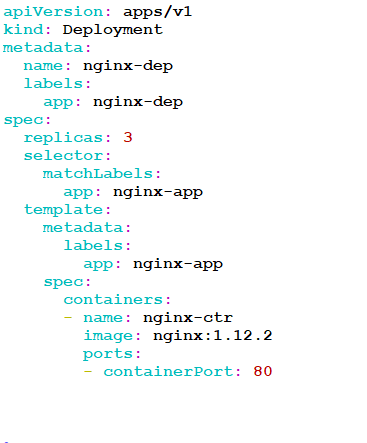 apiVersion: apps/v1
kind: Deployment
metadata:
  name: nginx-dep
  labels:
    app: nginx-dep
spec:
  replicas: 3
  selector:
    matchLabels:
      app: nginx-app
  template:
    metadata:
      labels:
        app: nginx-app
    spec:
      containers:
      - name: nginx-ctr
        image: nginx:1.12.2
        ports:
        - containerPort: 80